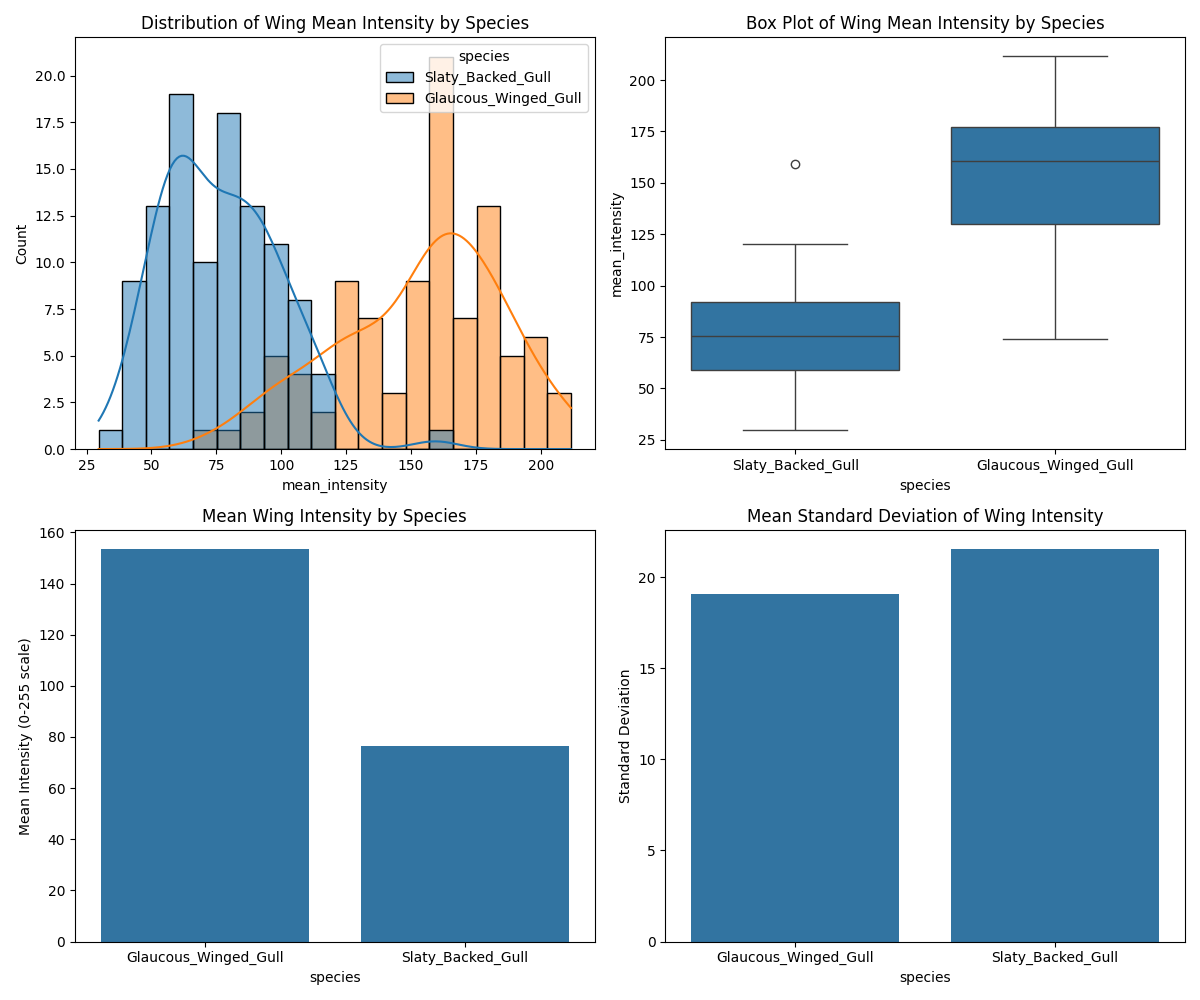 Distribution of Wing Mean Intensity by Species
species
Slaty_Backed_Gull
Glaucous_Winged_Gull
Count
20.0
17.5
15.0
12.5
10.0
7.5
5.0
2.5
0.0
25 50 75 100 125 150 175 200
mean_intensity
Box Plot of Wing Mean Intensity by Species
mean_intensity
200
175
150
125
100
75
50
25
Slaty_Backed_Gull Glaucous_Winged_Gull
species
Mean Wing Intensity by Species
Mean Intensity (0-255 scale)
160
140
120
100
80
60
40
20
0
Glaucous_Winged_Gull Slaty_Backed_Gull
species
Mean Standard Deviation of Wing Intensity
Standard Deviation
20
15
10
5
0
Glaucous_Winged_Gull Slaty_Backed_Gull
species